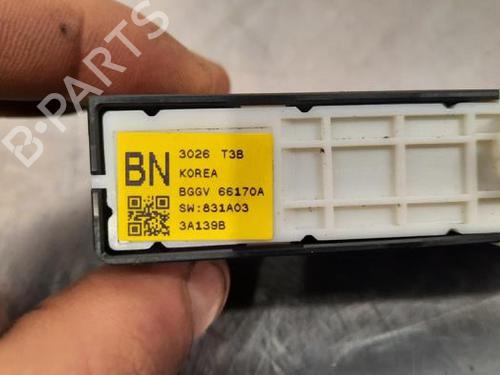 B-PARTS
BN
3026 T3B
KOREA
BGGV 66170A
SW:831A03
3A139B